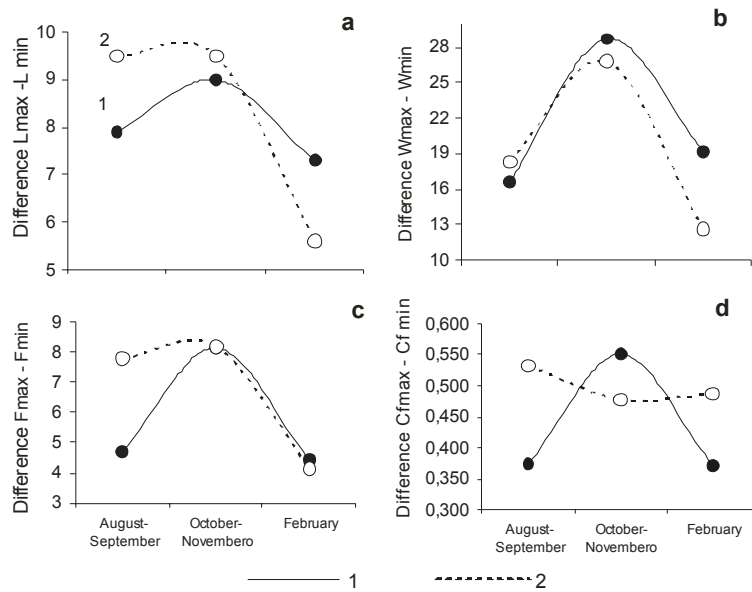 a
Difference Lmax -L min
10
9
8
7
6
5
2
1
b
Difference Wmax - Wmin
28
25
22
19
16
13
10
c
Difference Fmax - Fmin
9
8
7
6
5
4
3
August-
September
October-
Novembero
February
d
Difference Cfmax - Cf min
0,600
0,550
0,500
0,450
0,400
0,350
0,300
August-
September
October-
Novembero
February
1
2